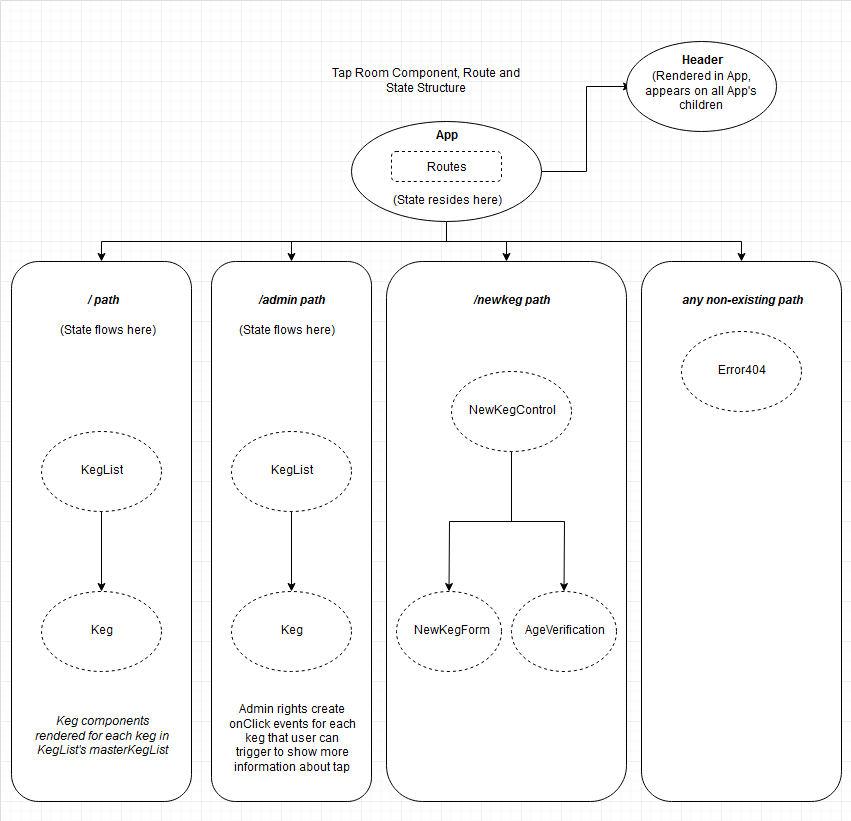 Header
(Rendered in App,
appears on all App's
children
Tap Room Component, Route and
State Structure
App
Routes
(State resides here)
/ path
(State flows here)
KegList
Keg
Keg components
rendered for each keg in
KegList's masterKegList
/admin path
(State flows here)
KegList
Keg
Admin rights create
onClick events for each
keg that user can
trigger to show more
information about tap
/newkeg path
NewKegControl
NewKegForm
AgeVerification
any non-existing path
Error404